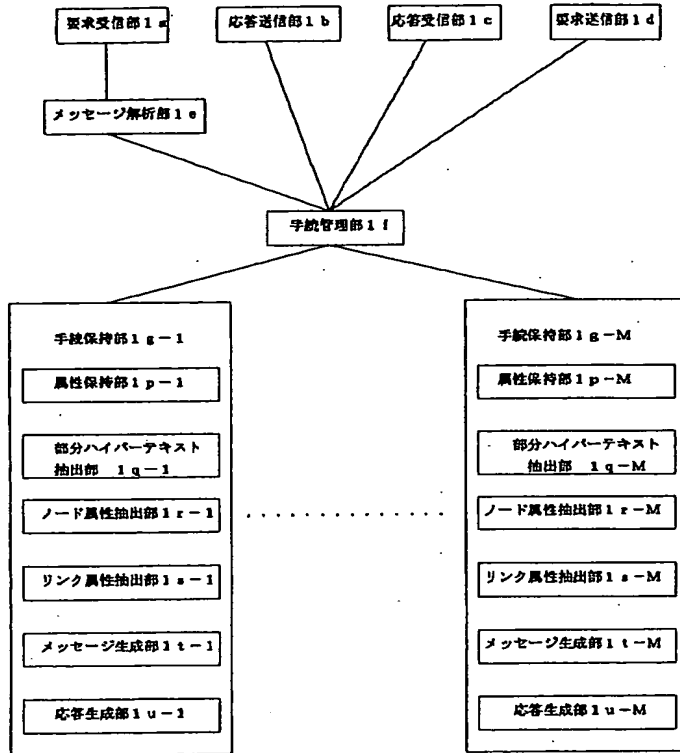 要求受信部1a
応答送信部1b
応答受信部1c
要求送信部1d
メッセージ解析部1e
手続管理部1f
手続保持部1g-1
属性保持部1p-1
部分ハイパーテキスト
抽出部 1q-1
ノード属性抽出部1r-1
リンク属性抽出部1s-1
メッセージ生成部1t-1
応答生成部1u-1
手続保持部1g-M
属性保持部1p-M
部分ハイパーテキスト
抽出部 1q-M
ノード属性抽出部1r-M
リンク属性抽出部1s-M
メッセージ生成部1t-M
応答生成部1u-M